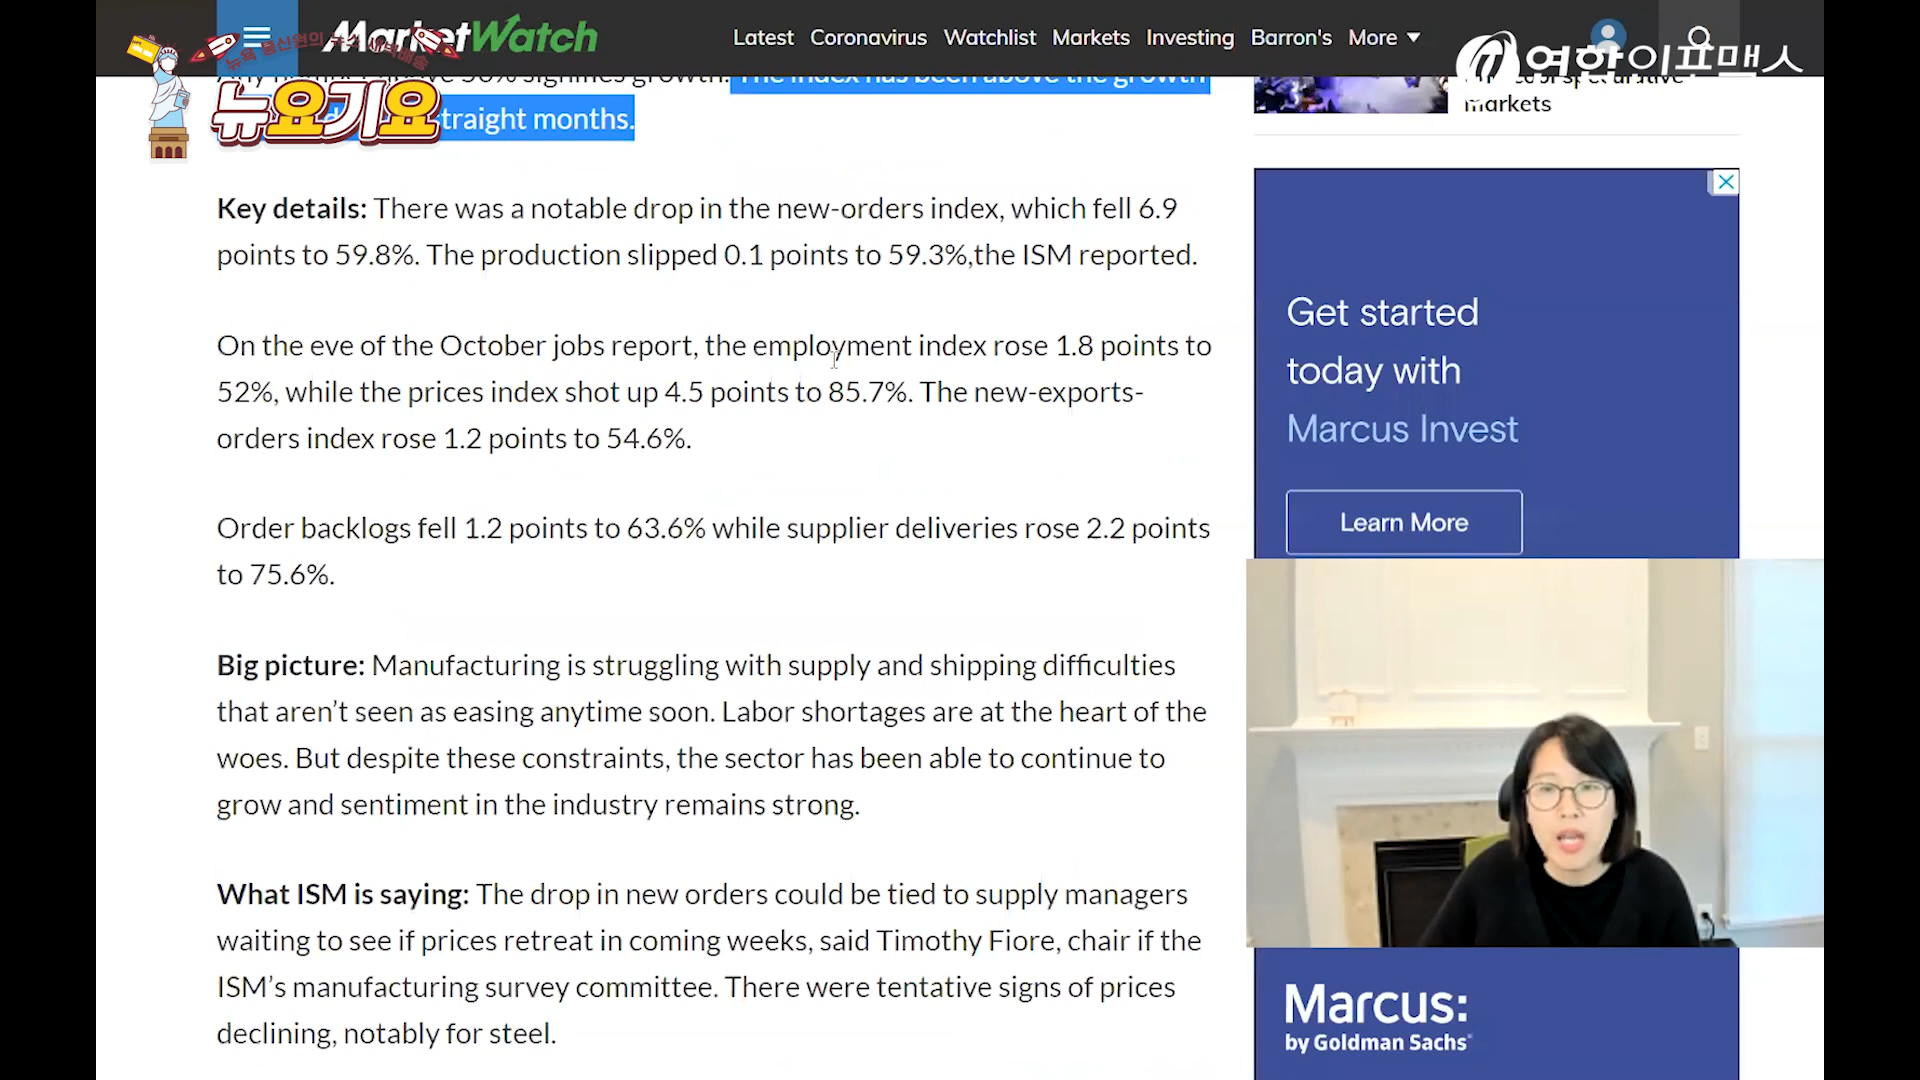 MarketWatch
Latest Coronavirus Watchlist Markets Investing Barron's More
뉴요기요
여한이프맥스
The index has been above the growth
traight months.
markets
Key details: There was a notable drop in the new-orders index, which fell 6.9
points to 59.8%. The production slipped 0.1 points to 59.3%,the ISM reported.
On the eve of the October jobs report, the employment index rose 1.8 points to
52%, while the prices index shot up 4.5 points to 85.7%. The new-exports-
orders index rose 1.2 points to 54.6%.
Order backlogs fell 1.2 points to 63.6% while supplier deliveries rose 2.2 points
to 75.6%.
Big picture: Manufacturing is struggling with supply and shipping difficulties
that aren't seen as easing anytime soon. Labor shortages are at the heart of the
woes. But despite these constraints, the sector has been able to continue to
grow and sentiment in the industry remains strong.
What ISM is saying: The drop in new orders could be tied to supply managers
waiting to see if prices retreat in coming weeks, said Timothy Fiore, chair if the
ISM's manufacturing survey committee. There were tentative signs of prices
declining, notably for steel.
Get started
today with
Marcus Invest
Learn More
Marcus:
by Goldman Sachs